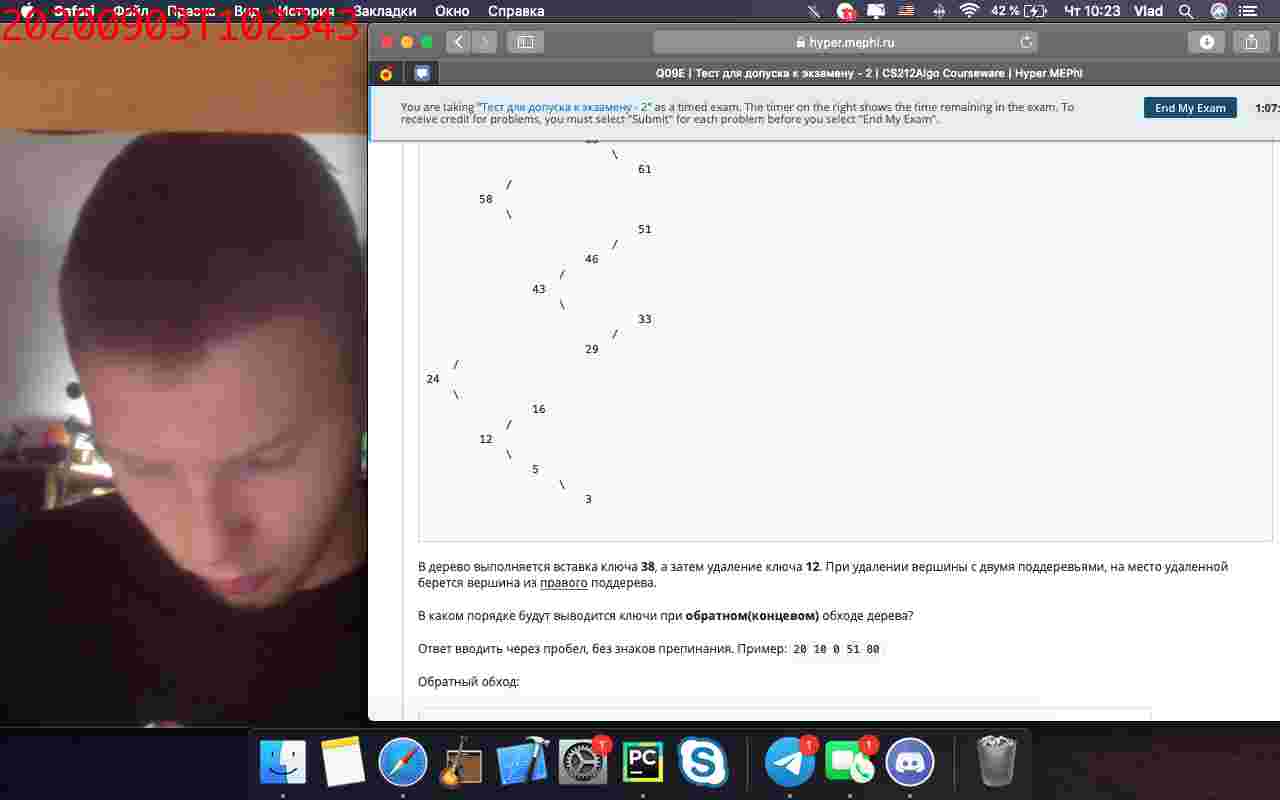 20200903T102343
Safari Файл Правка Вид История Закладки Окно Справка 42 % Чт 10:23 Vlad
hyper.mephi.ru
Q09E | Тест для допуска к экзамену - 2 | CS212Algo Courseware | Hyper.MEPhI
You are taking "Тест для допуска к экзамену - 2" as a timed exam. The timer on the right shows the time remaining in the exam. To
receive credit for problems, you must select "Submit" for each problem before you select "End My Exam".
End My Exam
1:07:
\
61
/
58
\
51
/
46
/
43
\
33
/
29
/
24
\
16
/
12
\
5
\
3
В дерево выполняется вставка ключа 38, а затем удаление ключа 12. При удалении вершины с двумя поддеревьями, на место удаленной
берется вершина из правого поддерева.
В каком порядке будут выводится ключи при обратном(концевом) обходе дерева?
Ответ вводить через пробел, без знаков препинания. Пример: 20 10 0 51 80
Обратный обход:
PC
1
1